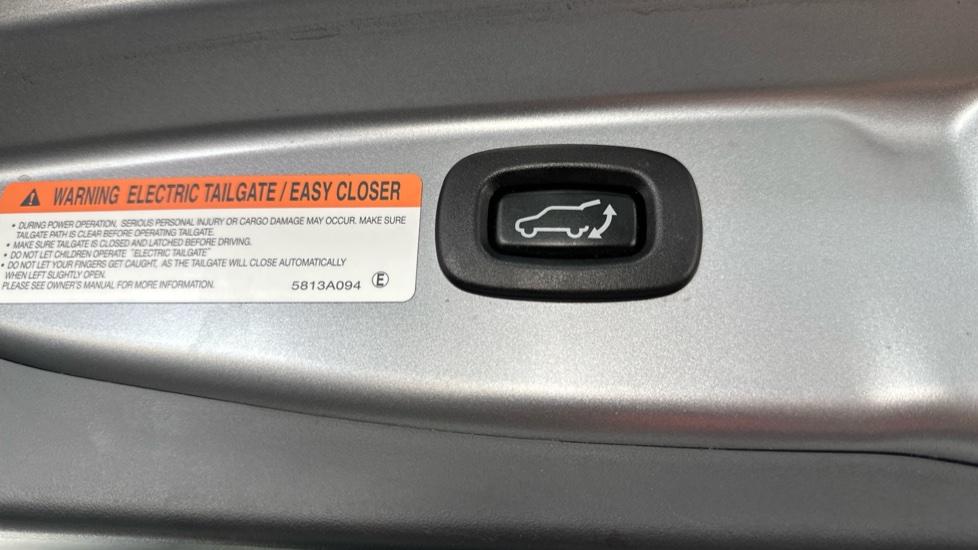 WARNING ELECTRIC TAILGATE / EASY CLOSER
• DURING POWER OPERATION, SERIOUS PERSONAL INJURY OR CARGO DAMAGE MAY OCCUR. MAKE SURE
TAILGATE PATH IS CLEAR BEFORE OPERATING TAILGATE.
• MAKE SURE TAILGATE IS CLOSED AND LATCHED BEFORE DRIVING.
• DO NOT LET CHILDREN OPERATE "ELECTRIC TAILGATE"
• DO NOT LET YOUR FINGERS GET CAUGHT, AS THE TAILGATE WILL CLOSE AUTOMATICALLY
WHEN LEFT SLIGHTLY OPEN.
PLEASE SEE OWNER'S MANUAL FOR MORE INFORMATION.
5813A094 Ⓔ